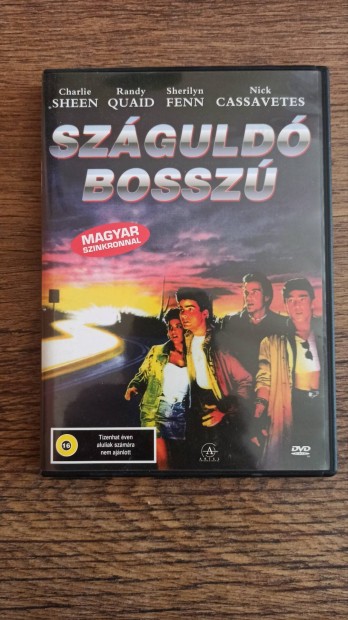 Charlie Randy Sherilyn Nick
SHEEN QUAID FENN CASSAVETES
SZÁGULDÓ
BOSSZÚ
MAGYAR
SZINKRONNAL
16
Tizenhat éven
aluliak számára
nem ajánlott
DVD